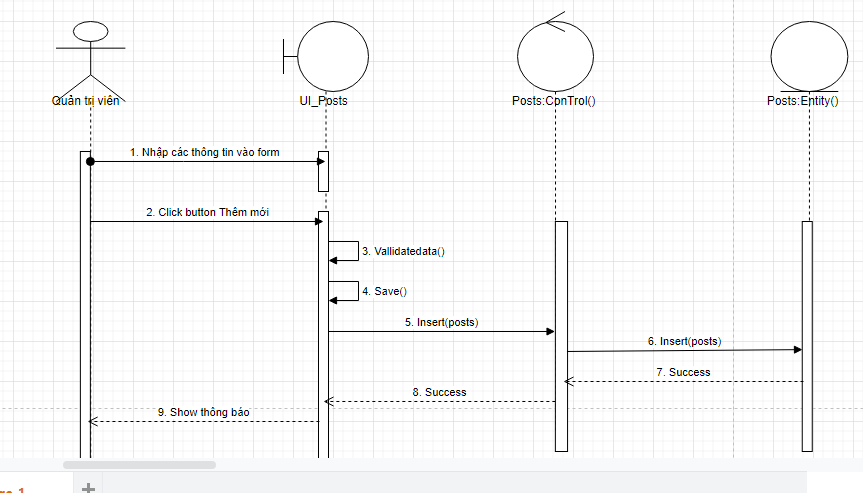 Quản trị viên
UI_Posts
Posts:ConTrol()
Posts:Entity()
1. Nhập các thông tin vào form
2. Click button Thêm mới
3. Vallidatedata()
4. Save()
5. Insert(posts)
6. Insert(posts)
7. Success
8. Success
9. Show thông báo